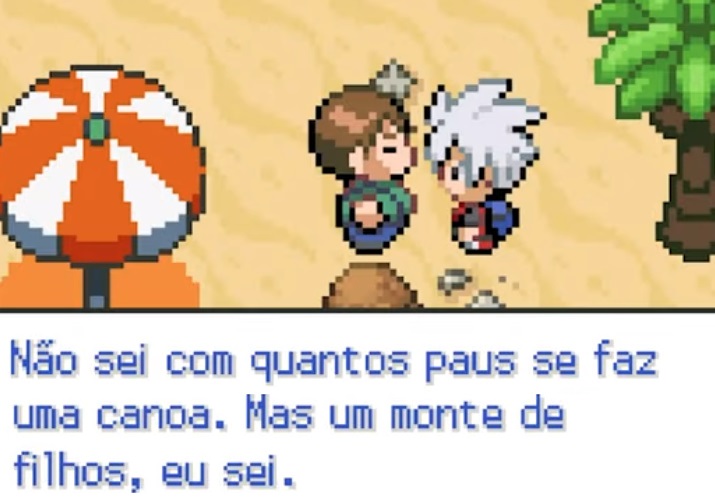 Não sei com quantos paus se faz
uma canoa. Mas um monte de
filhos, eu sei.